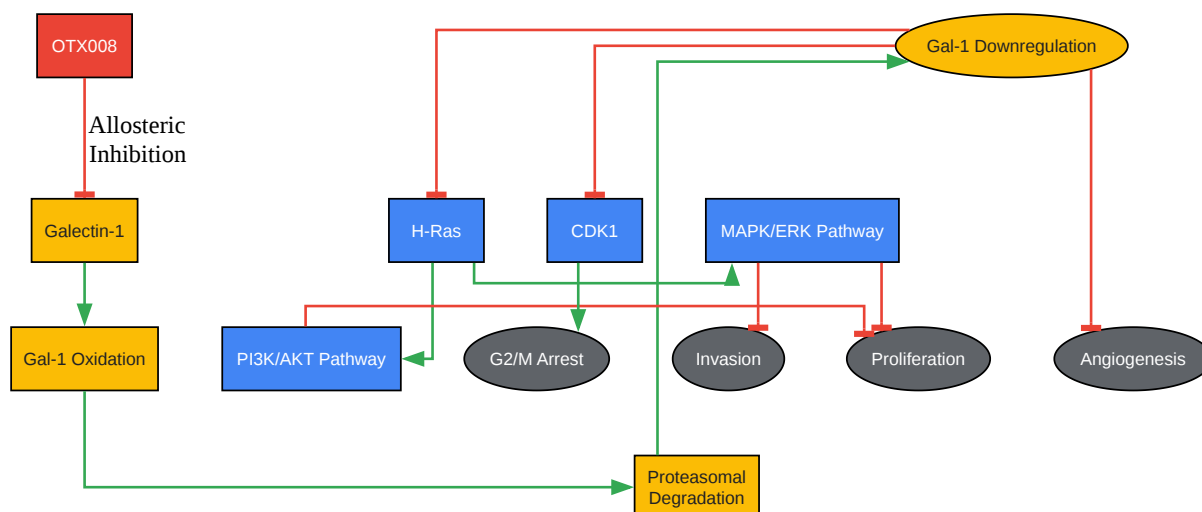 OTX008
Gal-1 Downregulation
Allosteric
Inhibition
Galectin-1
H-Ras
CDK1
MAPK/ERK Pathway
Gal-1 Oxidation
PI3K/AKT Pathway
G2/M Arrest
Invasion
Proliferation
Angiogenesis
Proteasomal
Degradation